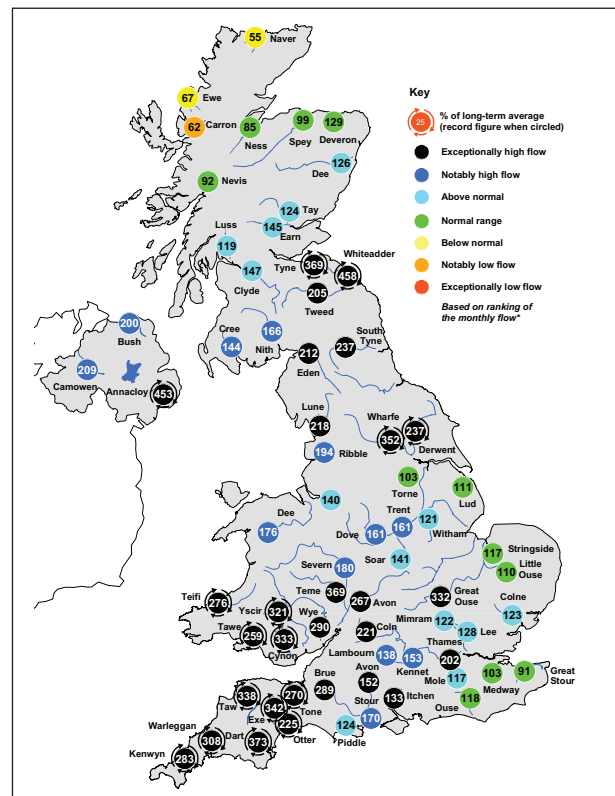 55
Naver
67
Ewe
62
Carron
85
Ness
99
Spey
129
Deveron
126
Dee
92
Nevis
124
Tay
145
Earn
Luss
119
147
Clyde
Tyne
369
Whiteadder
458
205
Tweed
Key
25
% of long-term average
(record figure when circled)
Exceptionally high flow
Notably high flow
Above normal
Normal range
Below normal
Notably low flow
Exceptionally low flow
Based on ranking of
the monthly flow*
200
Bush
209
Camowen
Annacloy
453
Cree
144
166
Nith
212
Eden
237
South
Tyne
Lune
218
194
Ribble
Wharfe
352
237
Derwent
103
Torne
111
Lud
140
Dee
176
Trent
161
121
Witham
Dove
161
Soar
141
117
Stringside
110
Little
Ouse
Severn
180
Teme
369
267
Avon
332
Great
Ouse
Colne
123
Teifi
276
Yscir
321
Wye
290
Tawe
259
333
Cynon
Coln
221
Mimram
122
128
Lee
Thames
202
Lambourn
138
153
Kennet
Mole
117
103
Medway
91
Great
Stour
Avon
152
133
Itchen
Ouse
118
Brue
289
Stour
170
124
Piddle
Taw
338
270
Tone
342
Exe
225
Otter
Dart
373
Warleggan
308
Kenwyn
283